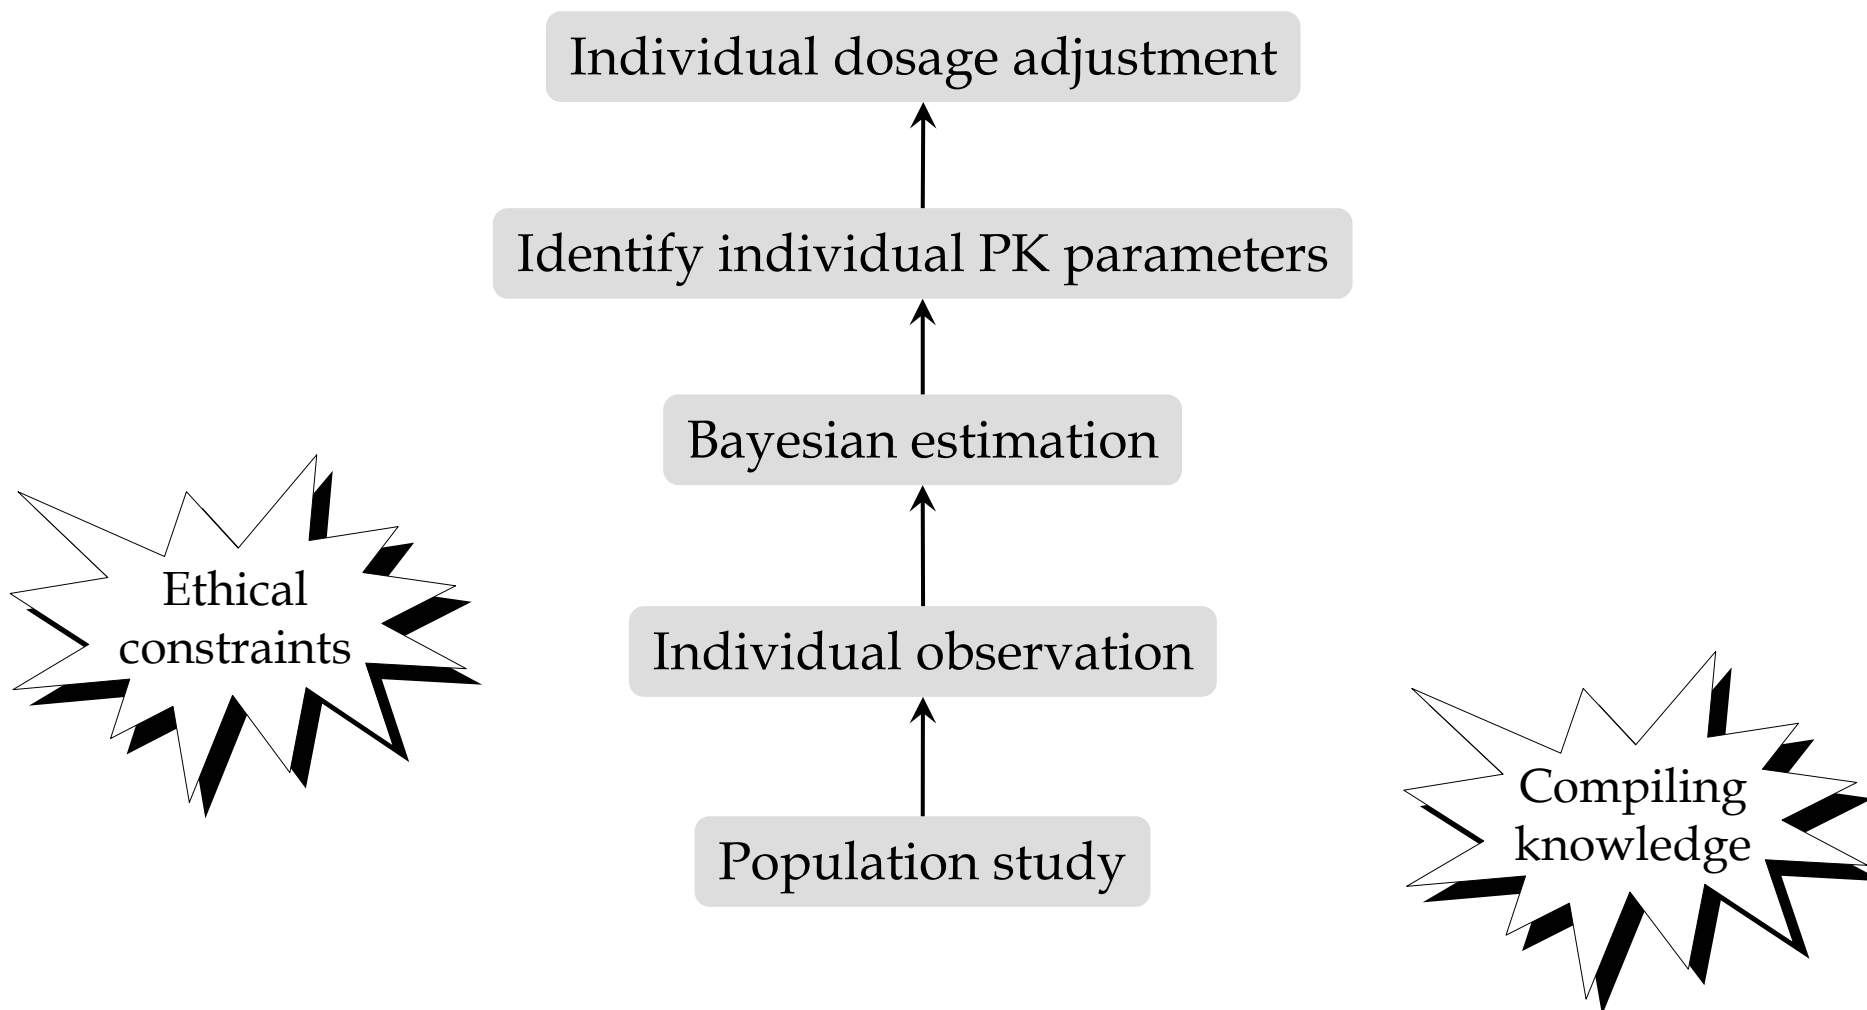 Individual dosage adjustment
Identify individual PK parameters
Bayesian estimation
Ethical
constraints
Individual observation
Compiling
knowledge
Population study